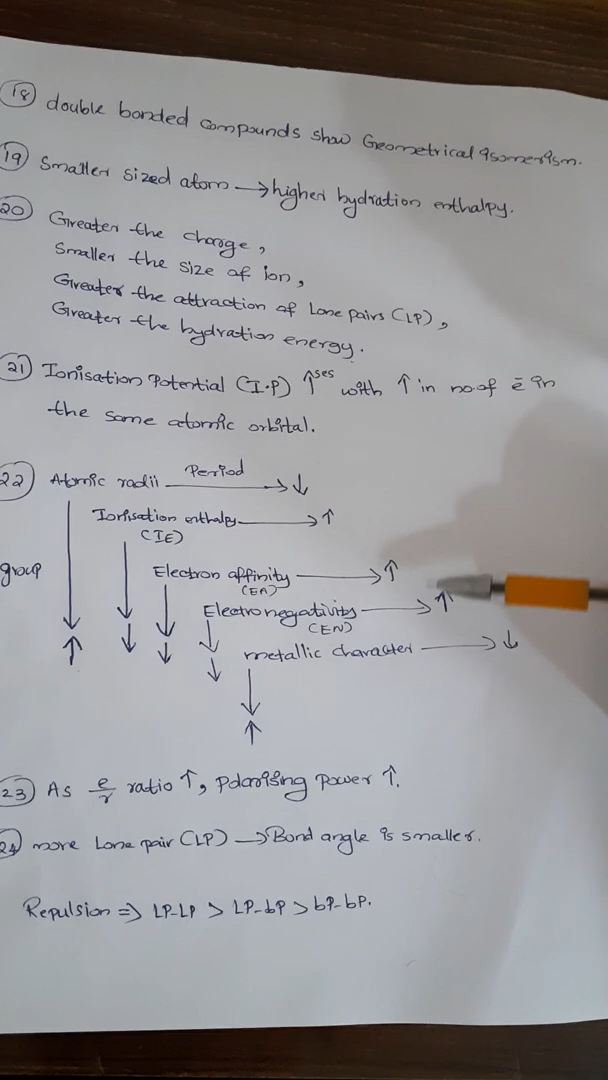 18 double bonded compounds show Geometrical isomerism.
19 Smaller sized atom → higher hydration enthalpy.
20 Greater the charge,
Smaller the size of ion,
Greater the attraction of Lone pairs (LP),
Greater the hydration energy.
21 Ionisation Potential (I.P) ↑ses with ↑ in no.of ē in
the same atomic orbital.
22 Atomic radii Period → ↓
Ionisation enthalpy → ↑
(IE)
group Electron affinity → ↑
(EA)
Electronegativity → ↑
(EN)
metallic character → ↓
↑ ↓ ↓ ↓ ↑
23 As e/r ratio ↑, Polarising Power ↑.
24 more Lone pair (LP) → Bond angle is smaller.
Repulsion ⇒ LP-LP > LP-bP > bP-bP.